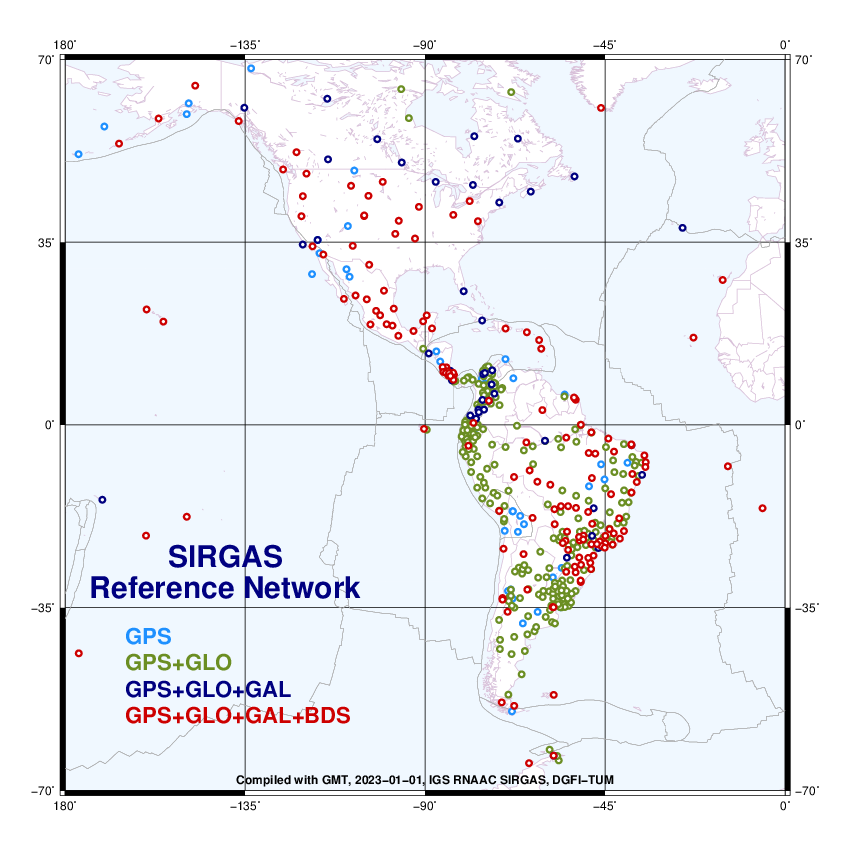 180˚ −135˚ −90˚ −45˚ 0˚
70˚ 70˚
35˚ 35˚
0˚ 0˚
SIRGAS
Reference Network
−35˚ −35˚
GPS
GPS+GLO
GPS+GLO+GAL
GPS+GLO+GAL+BDS
Compiled with GMT, 2023−01−01, IGS RNAAC SIRGAS, DGFI−TUM
−70˚ −70˚
180˚ −135˚ −90˚ −45˚ 0˚